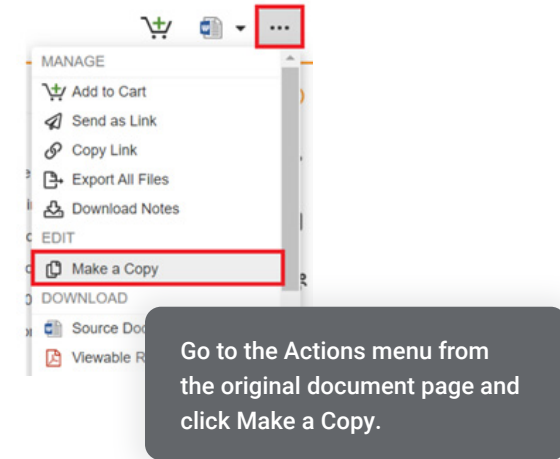 MANAGE
Add to Cart
Send as Link
Copy Link
Export All Files
Download Notes
EDIT
Make a Copy
DOWNLOAD
Source Doc
Viewable R
Go to the Actions menu from
the original document page and
click Make a Copy.